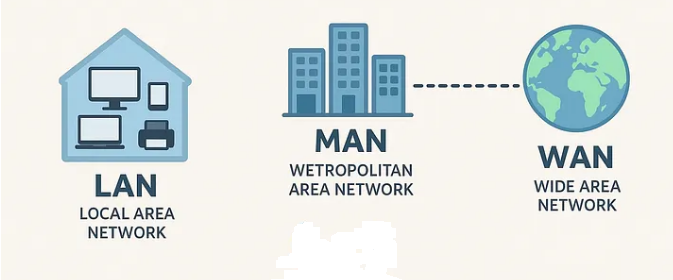 LAN
LOCAL AREA
NETWORK
MAN
WETROPOLITAN
AREA NETWORK
WAN
WIDE AREA
NETWORK